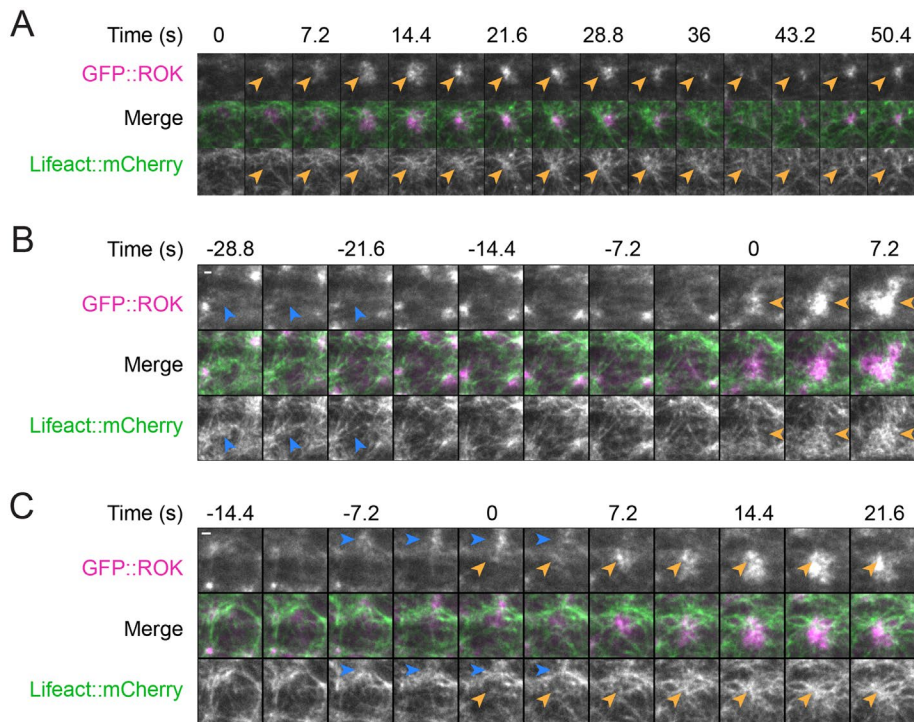 A
Time (s) 0 7.2 14.4 21.6 28.8 36 43.2 50.4
GFP::ROK
Merge
Lifeact::mCherry
B
Time (s) -28.8 -21.6 -14.4 -7.2 0 7.2
GFP::ROK
Merge
Lifeact::mCherry
C
Time (s) -14.4 -7.2 0 7.2 14.4 21.6
GFP::ROK
Merge
Lifeact::mCherry